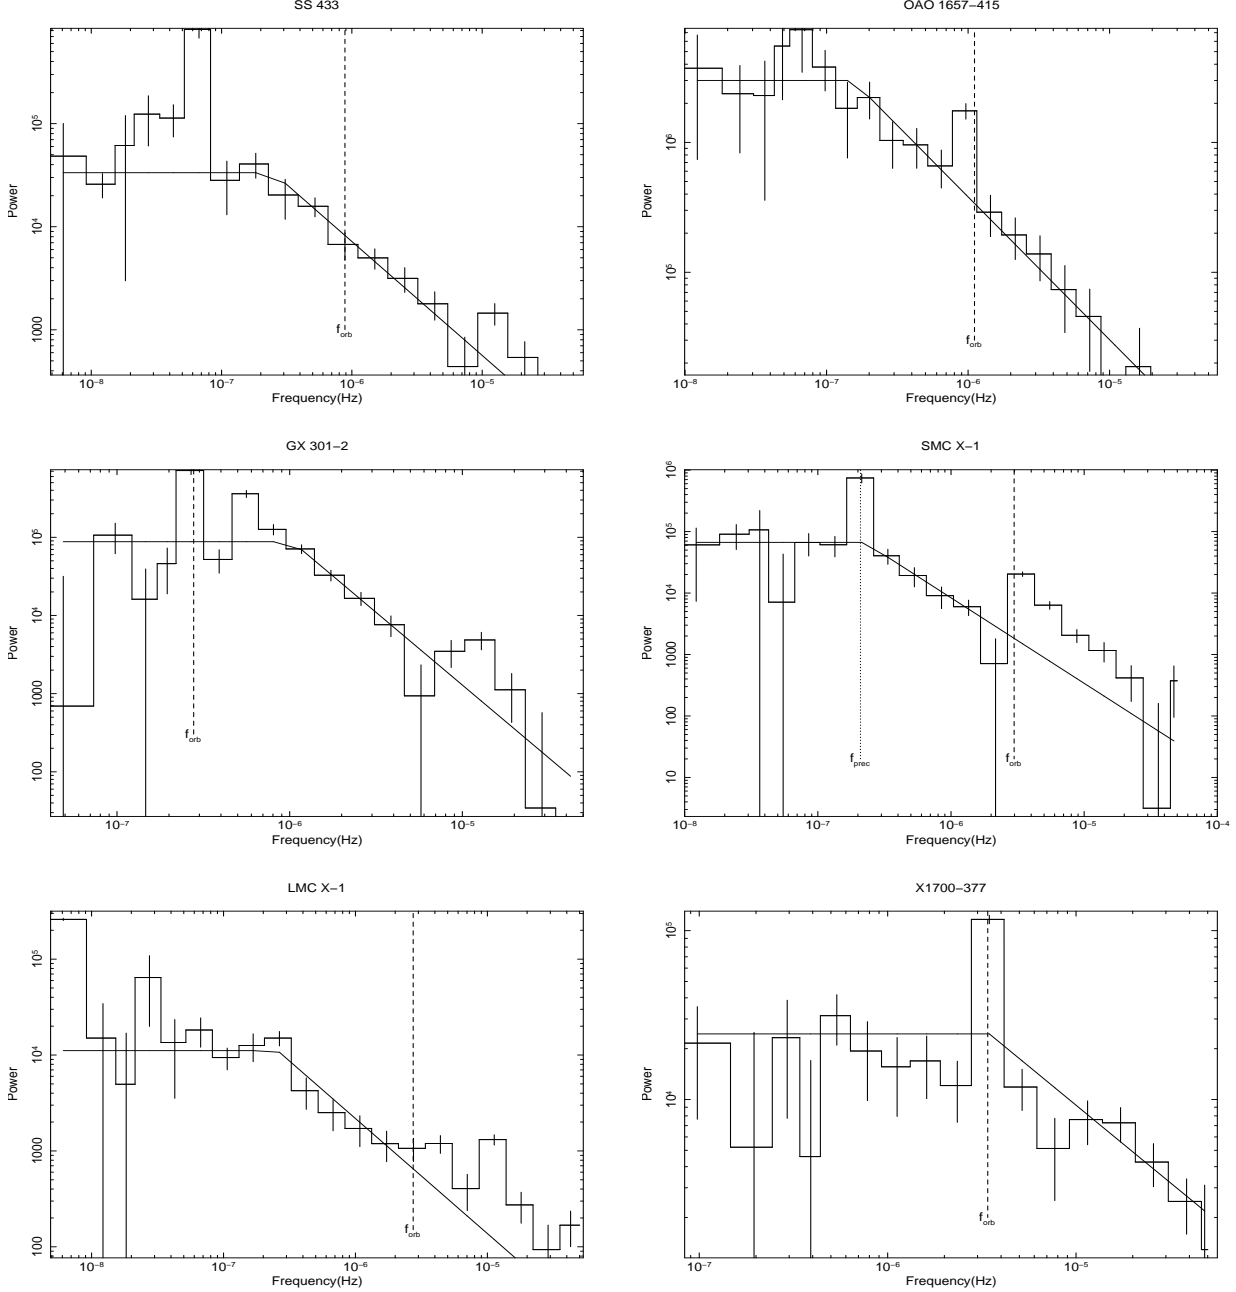 SS 433
Power
10⁵
10⁴
1000
f_orb
10⁻⁸ 10⁻⁷ 10⁻⁶ 10⁻⁵
Frequency(Hz)
OAO 1657−415
Power
10⁶
10⁵
f_orb
10⁻⁸ 10⁻⁷ 10⁻⁶ 10⁻⁵
Frequency(Hz)
GX 301−2
Power
10⁵
10⁴
1000
100
f_orb
10⁻⁷ 10⁻⁶ 10⁻⁵
Frequency(Hz)
SMC X−1
Power
10⁶
10⁵
10⁴
1000
100
10
f_prec f_orb
10⁻⁸ 10⁻⁷ 10⁻⁶ 10⁻⁵ 10⁻⁴
Frequency(Hz)
LMC X−1
Power
10⁵
10⁴
1000
100
f_orb
10⁻⁸ 10⁻⁷ 10⁻⁶ 10⁻⁵
Frequency(Hz)
X1700−377
Power
10⁵
10⁴
f_orb
10⁻⁷ 10⁻⁶ 10⁻⁵
Frequency(Hz)